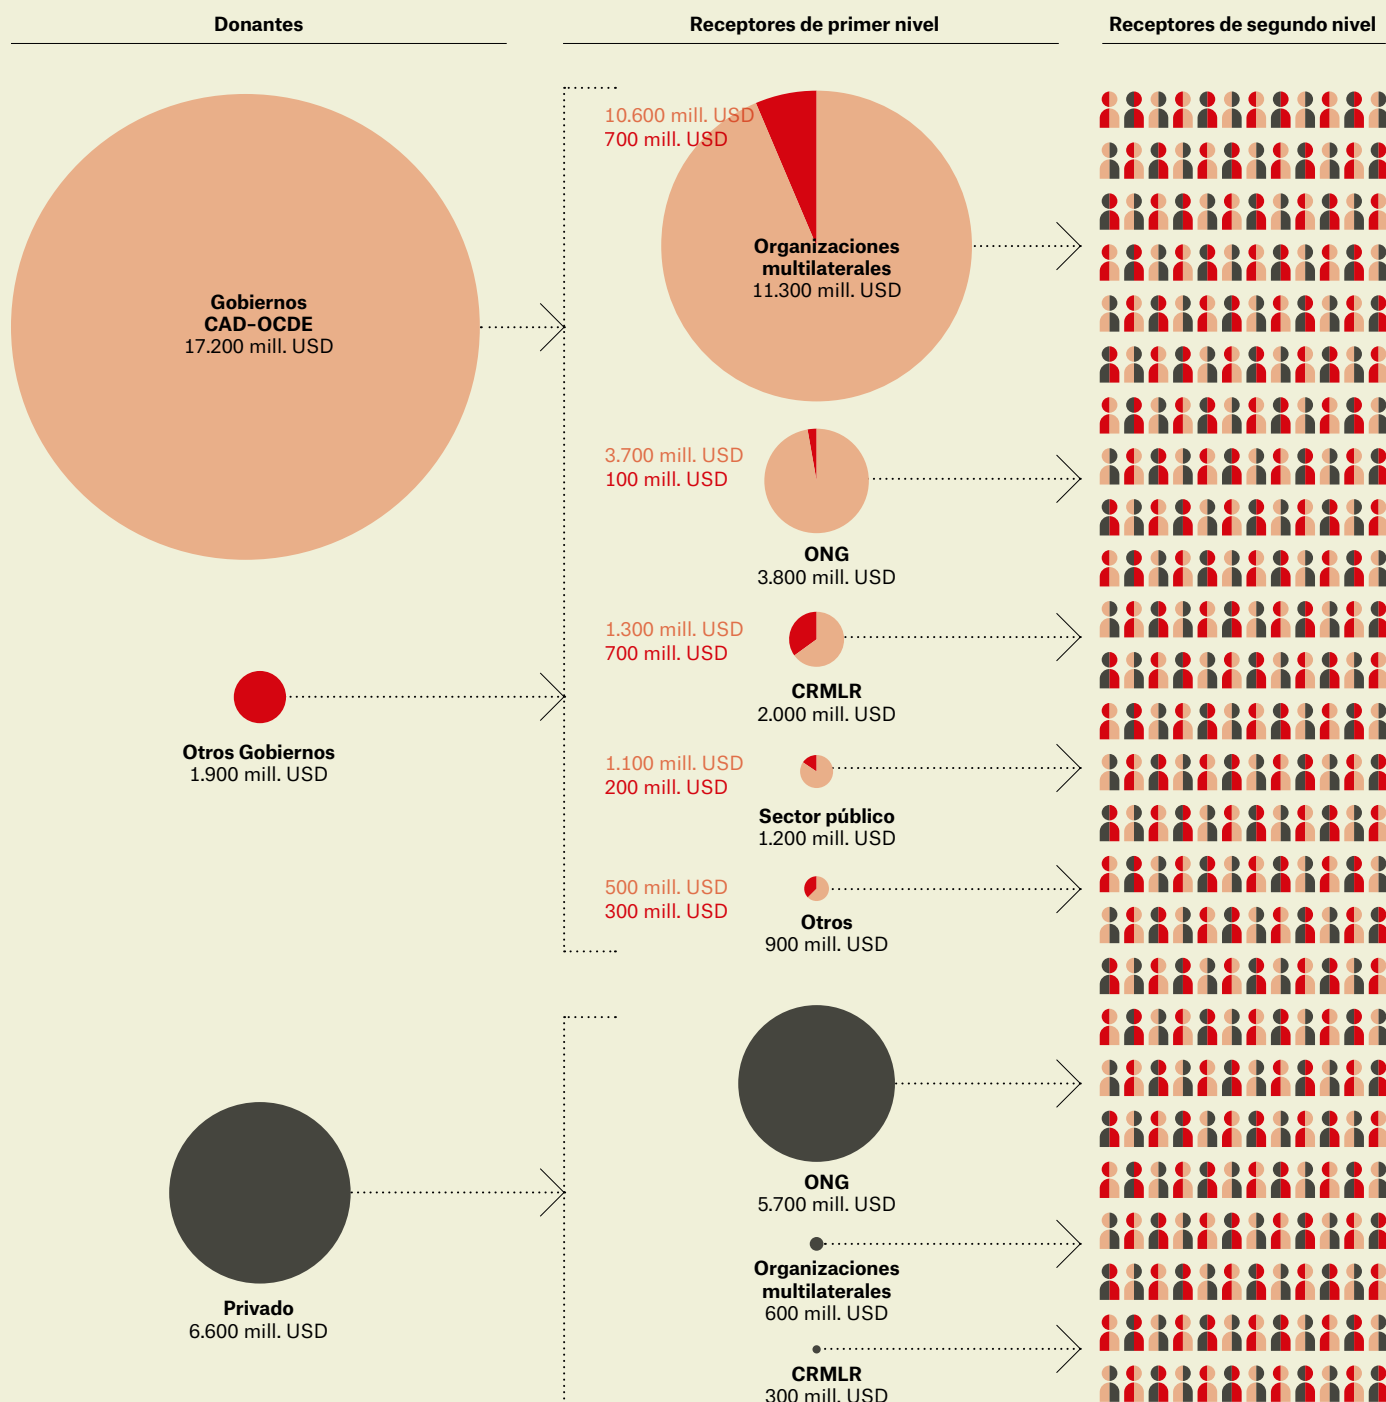 Donantes
Receptores de primer nivel
Receptores de segundo nivel
Gobiernos
CAD-OCDE
17.200 mill. USD
Otros Gobiernos
1.900 mill. USD
Privado
6.600 mill. USD
10.600 mill. USD
700 mill. USD
Organizaciones
multilaterales
11.300 mill. USD
3.700 mill. USD
100 mill. USD
ONG
3.800 mill. USD
1.300 mill. USD
700 mill. USD
CRMLR
2.000 mill. USD
1.100 mill. USD
200 mill. USD
Sector público
1.200 mill. USD
500 mill. USD
300 mill. USD
Otros
900 mill. USD
ONG
5.700 mill. USD
Organizaciones
multilaterales
600 mill. USD
CRMLR
300 mill. USD